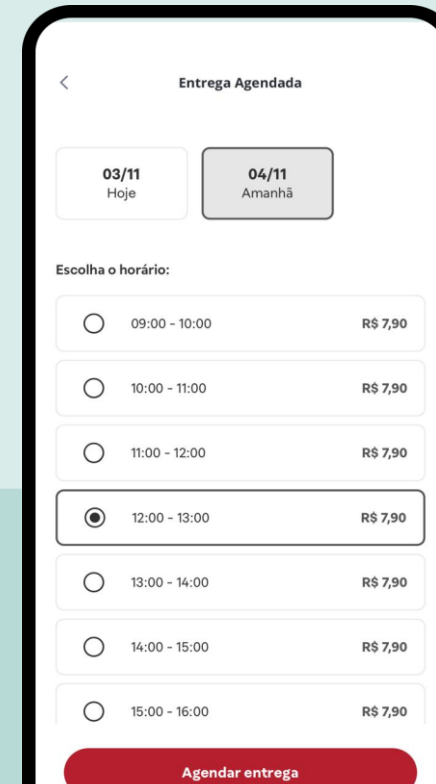 Entrega Agendada
03/11
Hoje
04/11
Amanhã
Escolha o horário:
09:00 - 10:00 R$ 7,90
10:00 - 11:00 R$ 7,90
11:00 - 12:00 R$ 7,90
12:00 - 13:00 R$ 7,90
13:00 - 14:00 R$ 7,90
14:00 - 15:00 R$ 7,90
15:00 - 16:00 R$ 7,90
Agendar entrega